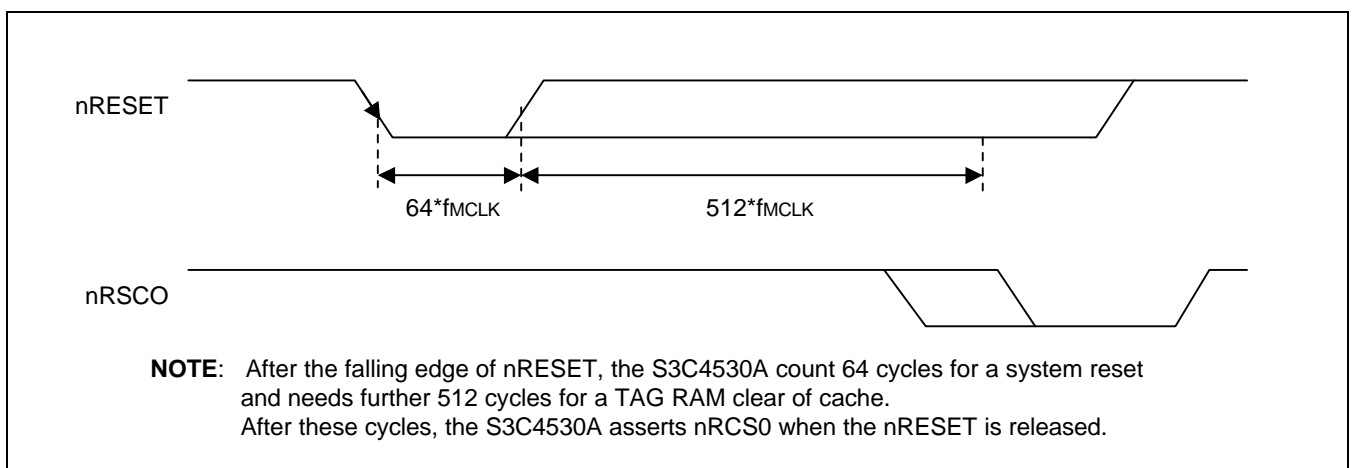 nRESET
64*fMCLK
512*fMCLK
nRSCO
NOTE: After the falling edge of nRESET, the S3C4530A count 64 cycles for a system reset
and needs further 512 cycles for a TAG RAM clear of cache.
After these cycles, the S3C4530A asserts nRCS0 when the nRESET is released.